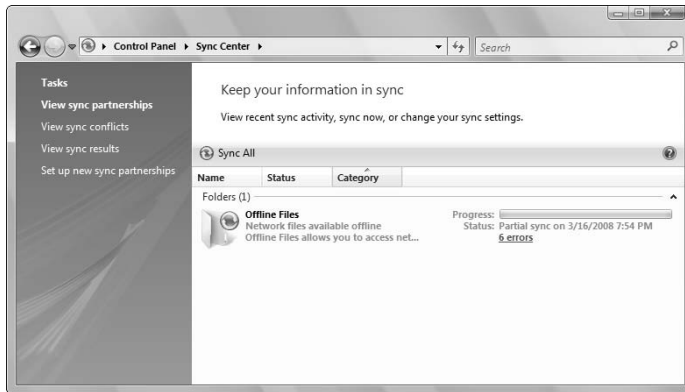 Control Panel ▸ Sync Center ▸
Search
Tasks
View sync partnerships
View sync conflicts
View sync results
Set up new sync partnerships
Keep your information in sync
View recent sync activity, sync now, or change your sync settings.
Sync All
Name Status Category
Folders (1)
Offline Files
Network files available offline
Offline Files allows you to access net...
Progress:
Status: Partial sync on 3/16/2008 7:54 PM
6 errors